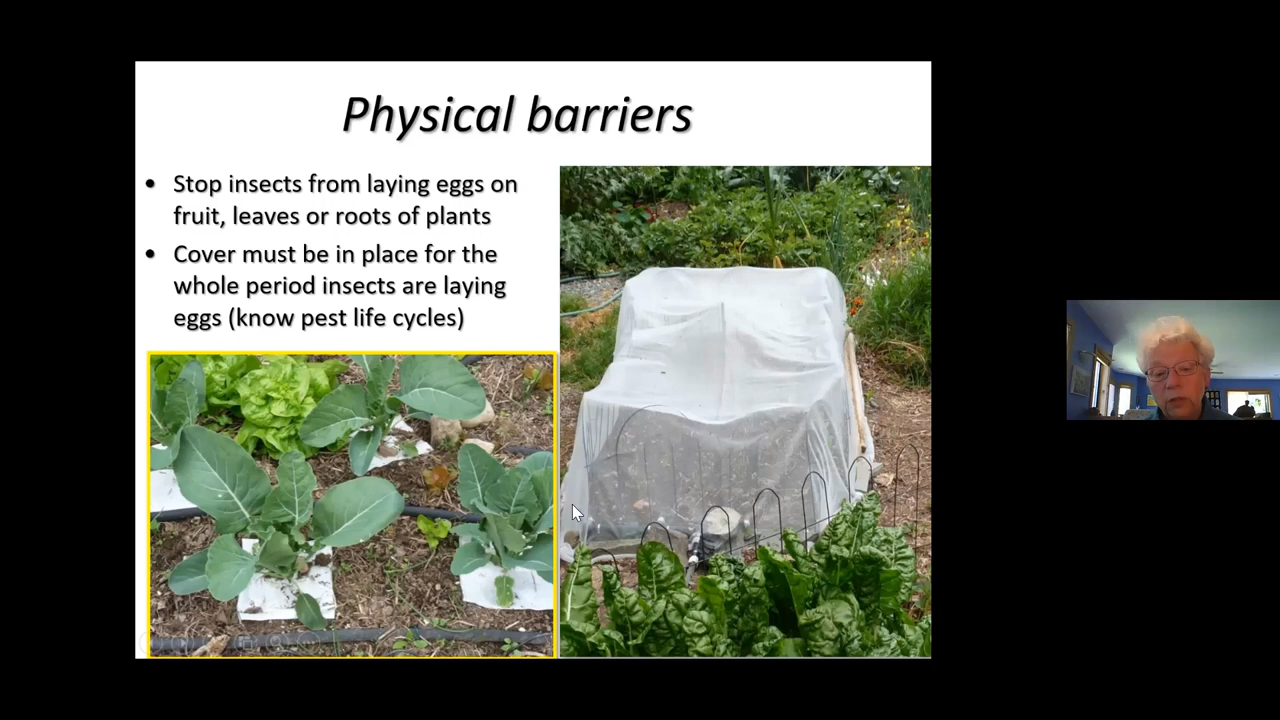 Physical barriers
• Stop insects from laying eggs on
fruit, leaves or roots of plants
• Cover must be in place for the
whole period insects are laying
eggs (know pest life cycles)